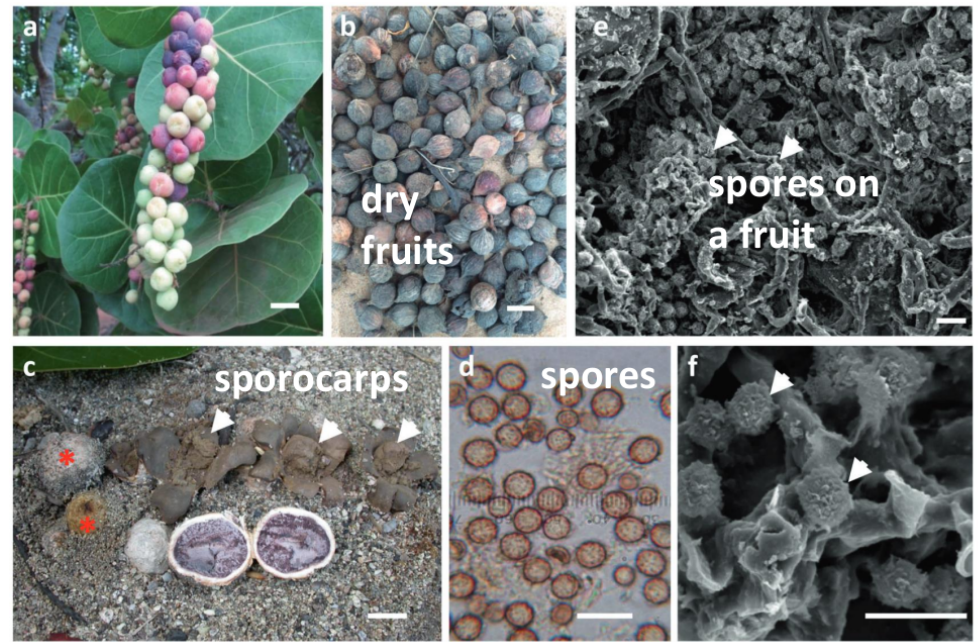 a
b
dry
fruits
e
spores on
a fruit
c
sporocarps
*
*
d
spores
f